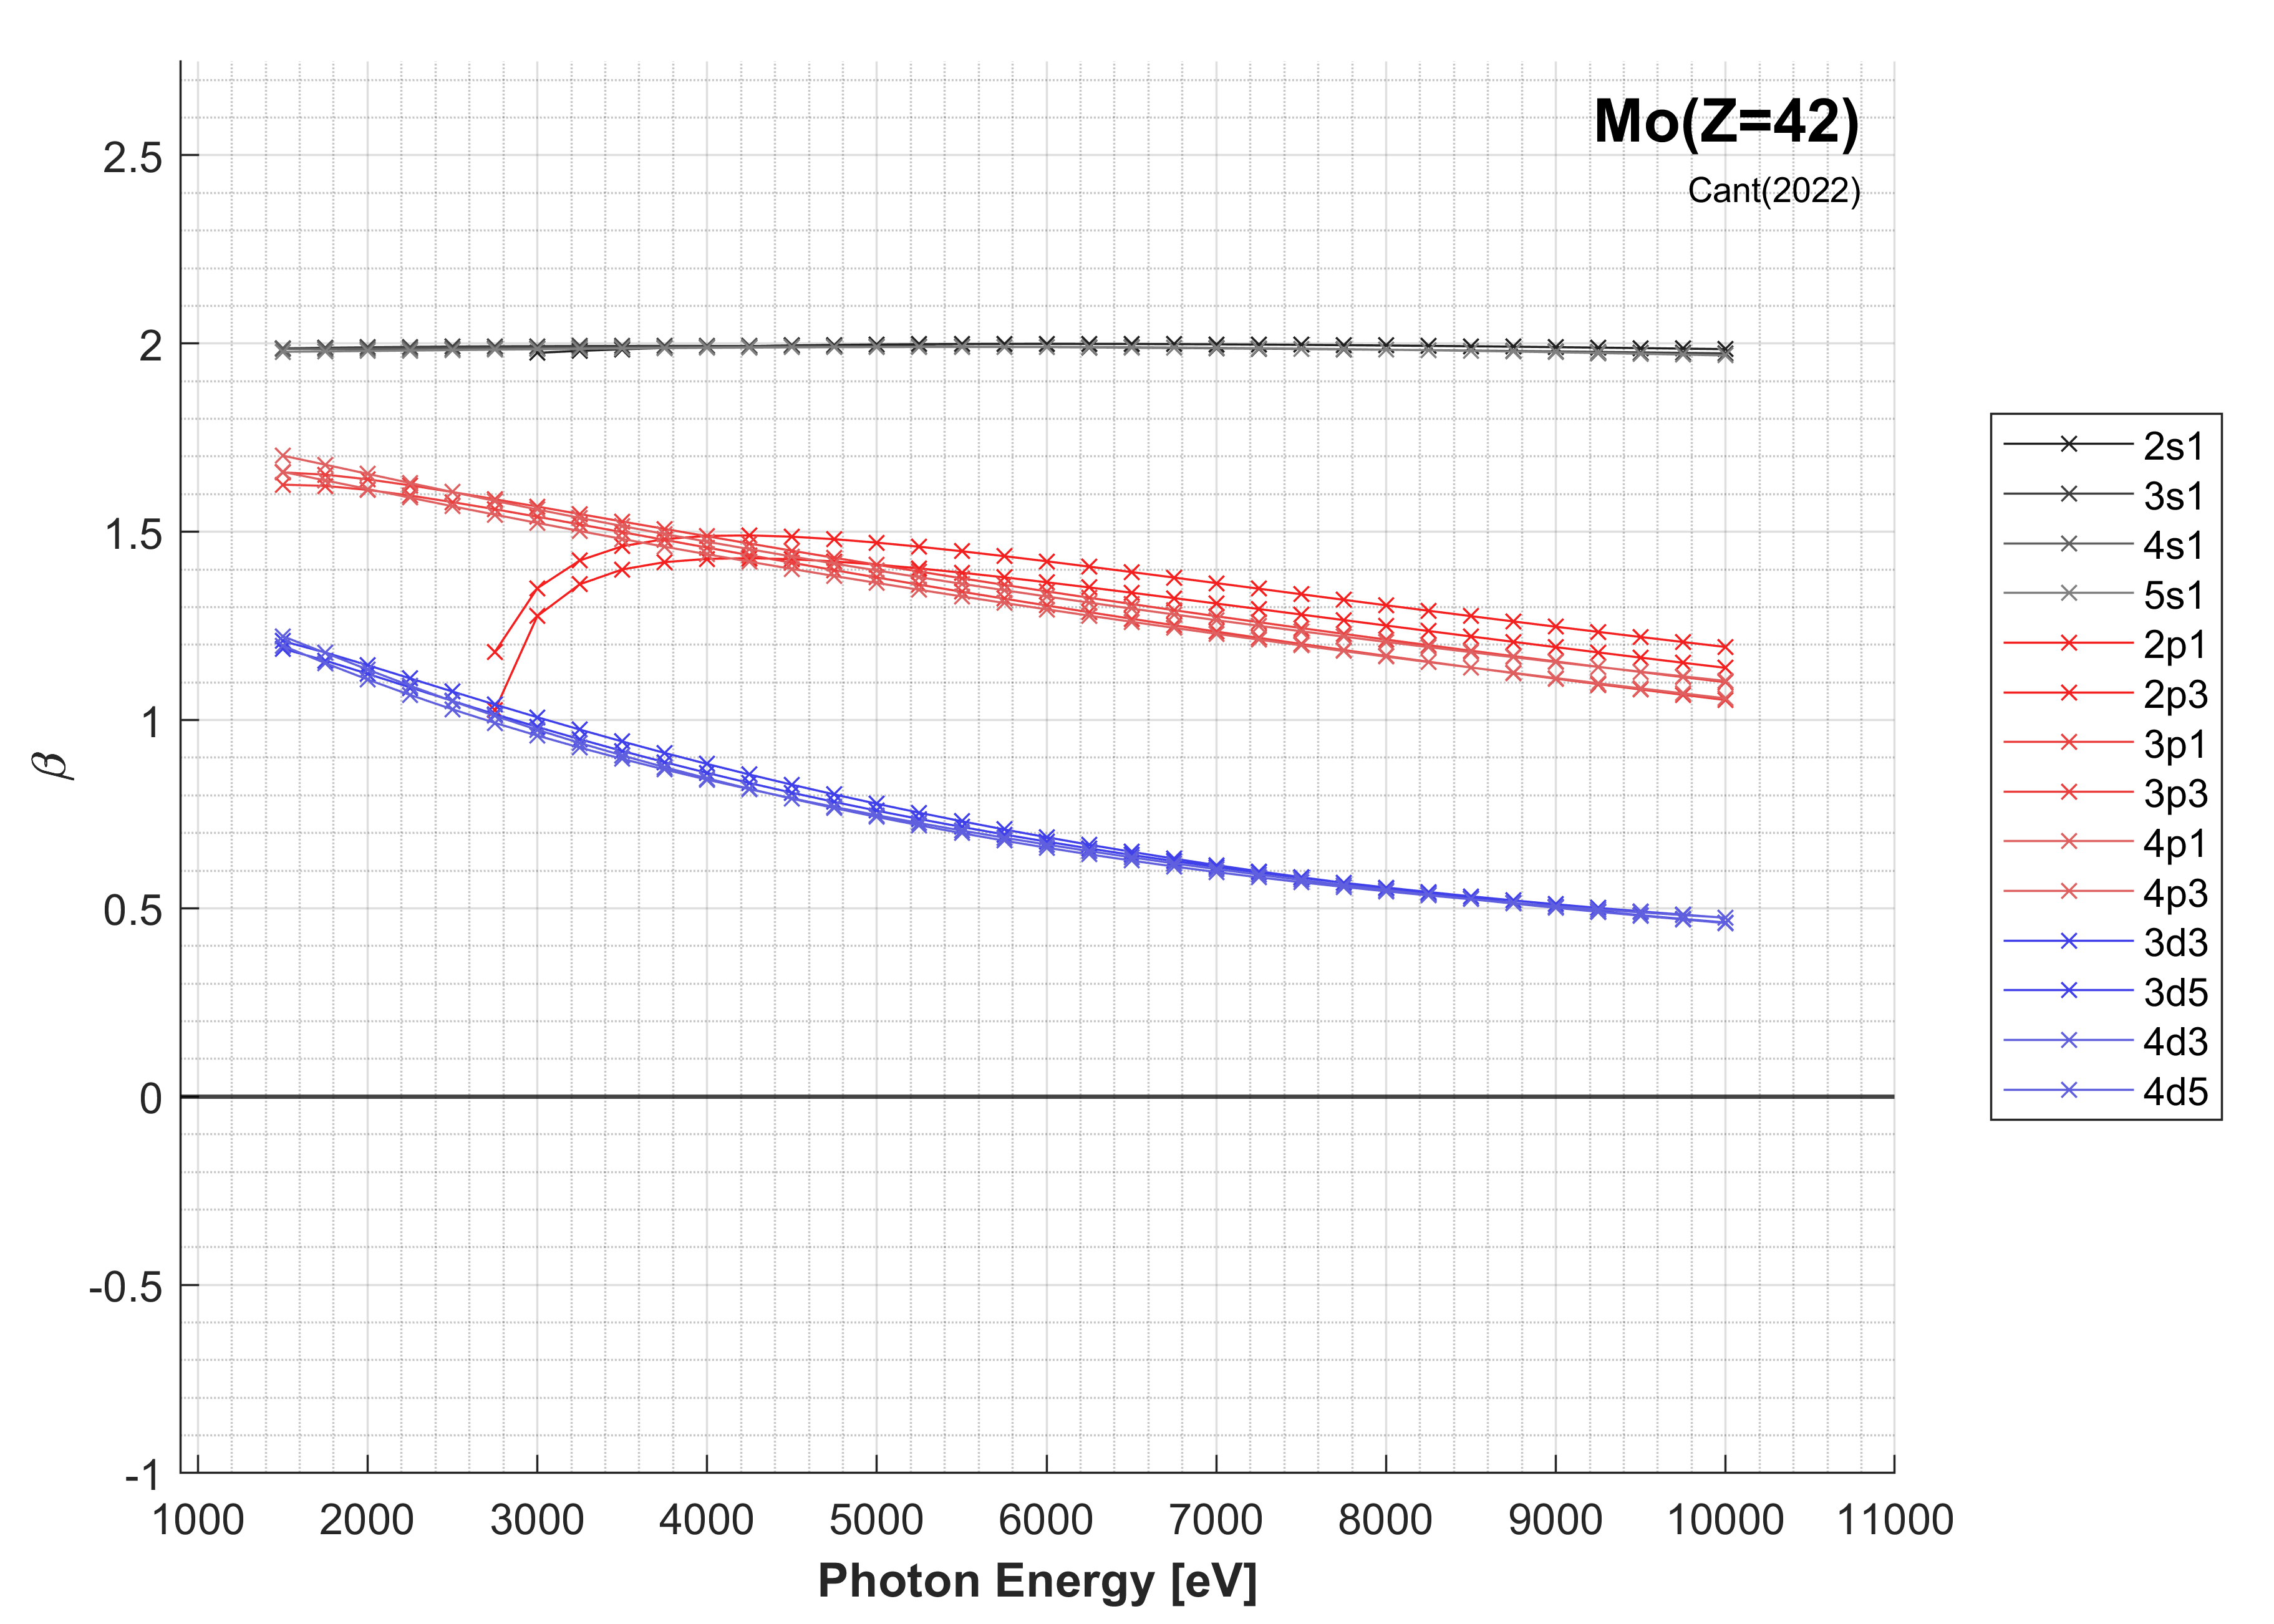 Mo(Z=42)
Cant(2022)
2.5
2
1.5
1
0.5
0
-0.5
-1
β
1000 2000 3000 4000 5000 6000 7000 8000 9000 10000 11000
Photon Energy [eV]
2s1
3s1
4s1
5s1
2p1
2p3
3p1
3p3
4p1
4p3
3d3
3d5
4d3
4d5